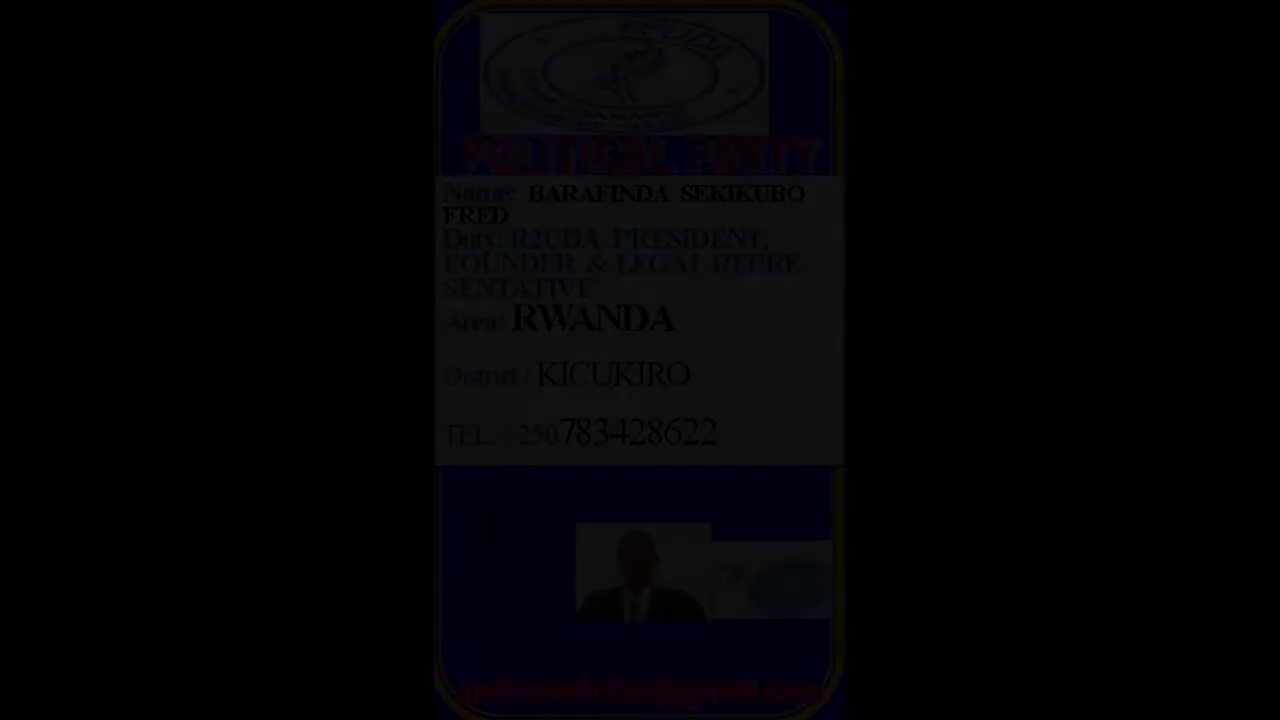 R2UDA
POLITICAL PARTY
Name: BARAFINDA SEKIKUBO
FRED
Duty: R2UDA PRESIDENT,
FOUNDER & LEGAL REPRE
SENTATIVE
Area: RWANDA
District : KICUKIRO
TEL. : 250783428622